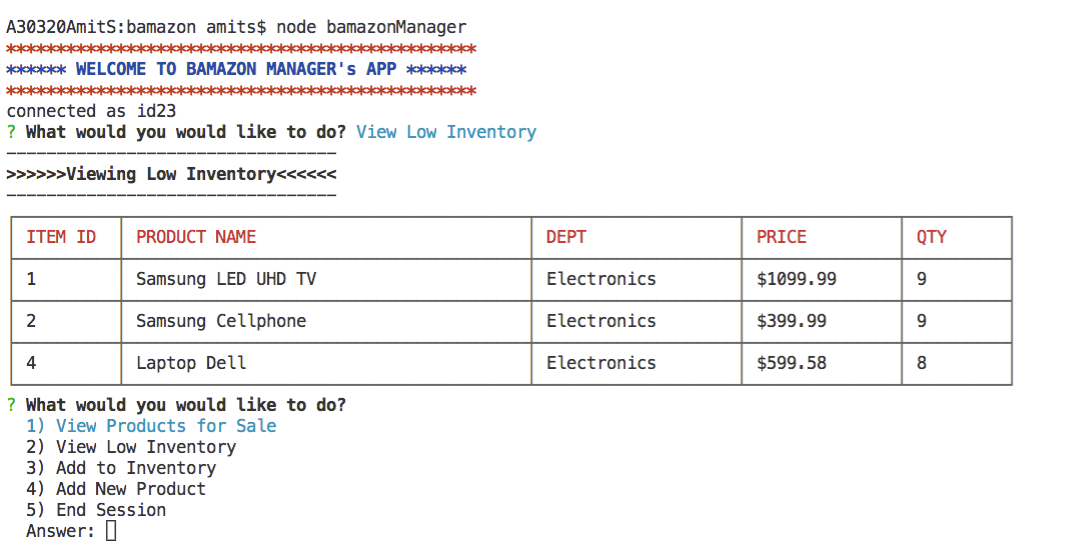 A30320AmitS:bamazon amits$ node bamazonManager
***********************************************
****** WELCOME TO BAMAZON MANAGER's APP ******
***********************************************
connected as id23
? What would you would like to do? View Low Inventory
---------------------------------
>>>>>>Viewing Low Inventory<<<<<<
---------------------------------
ITEM ID PRODUCT NAME DEPT PRICE QTY
1 Samsung LED UHD TV Electronics $1099.99 9
2 Samsung Cellphone Electronics $399.99 9
4 Laptop Dell Electronics $599.58 8
? What would you would like to do?
1) View Products for Sale
2) View Low Inventory
3) Add to Inventory
4) Add New Product
5) End Session
Answer: